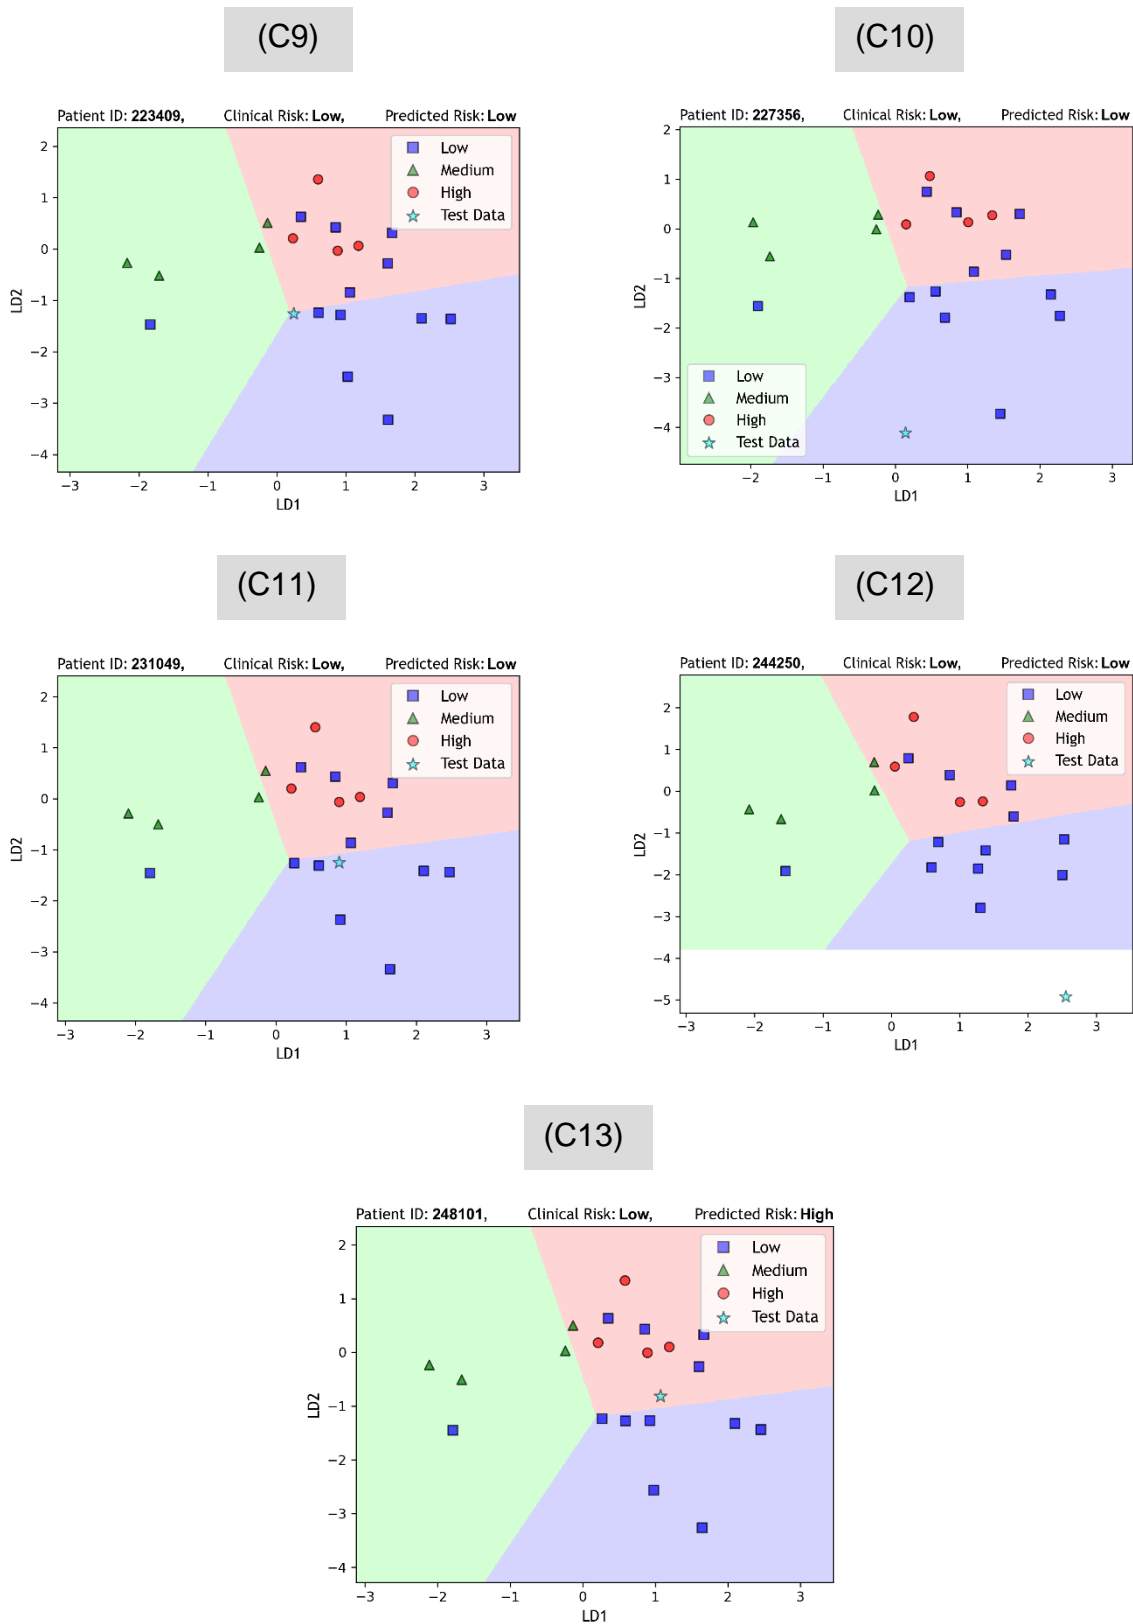 (C9)
Patient ID: 223409, Clinical Risk: Low, Predicted Risk: Low
Low
Medium
High
Test Data
2
1
0
−1
−2
−3
−4
LD2
−3 −2 −1 0 1 2 3
LD1
(C10)
Patient ID: 227356, Clinical Risk: Low, Predicted Risk: Low
2
1
0
−1
−2
−3
−4
LD2
Low
Medium
High
Test Data
−2 −1 0 1 2 3
LD1
(C11)
Patient ID: 231049, Clinical Risk: Low, Predicted Risk: Low
Low
Medium
High
Test Data
2
1
0
−1
−2
−3
−4
LD2
−3 −2 −1 0 1 2 3
LD1
(C12)
Patient ID: 244250, Clinical Risk: Low, Predicted Risk: Low
Low
Medium
High
Test Data
2
1
0
−1
−2
−3
−4
−5
LD2
−3 −2 −1 0 1 2 3
LD1
(C13)
Patient ID: 248101, Clinical Risk: Low, Predicted Risk: High
Low
Medium
High
Test Data
2
1
0
−1
−2
−3
−4
LD2
−3 −2 −1 0 1 2 3
LD1